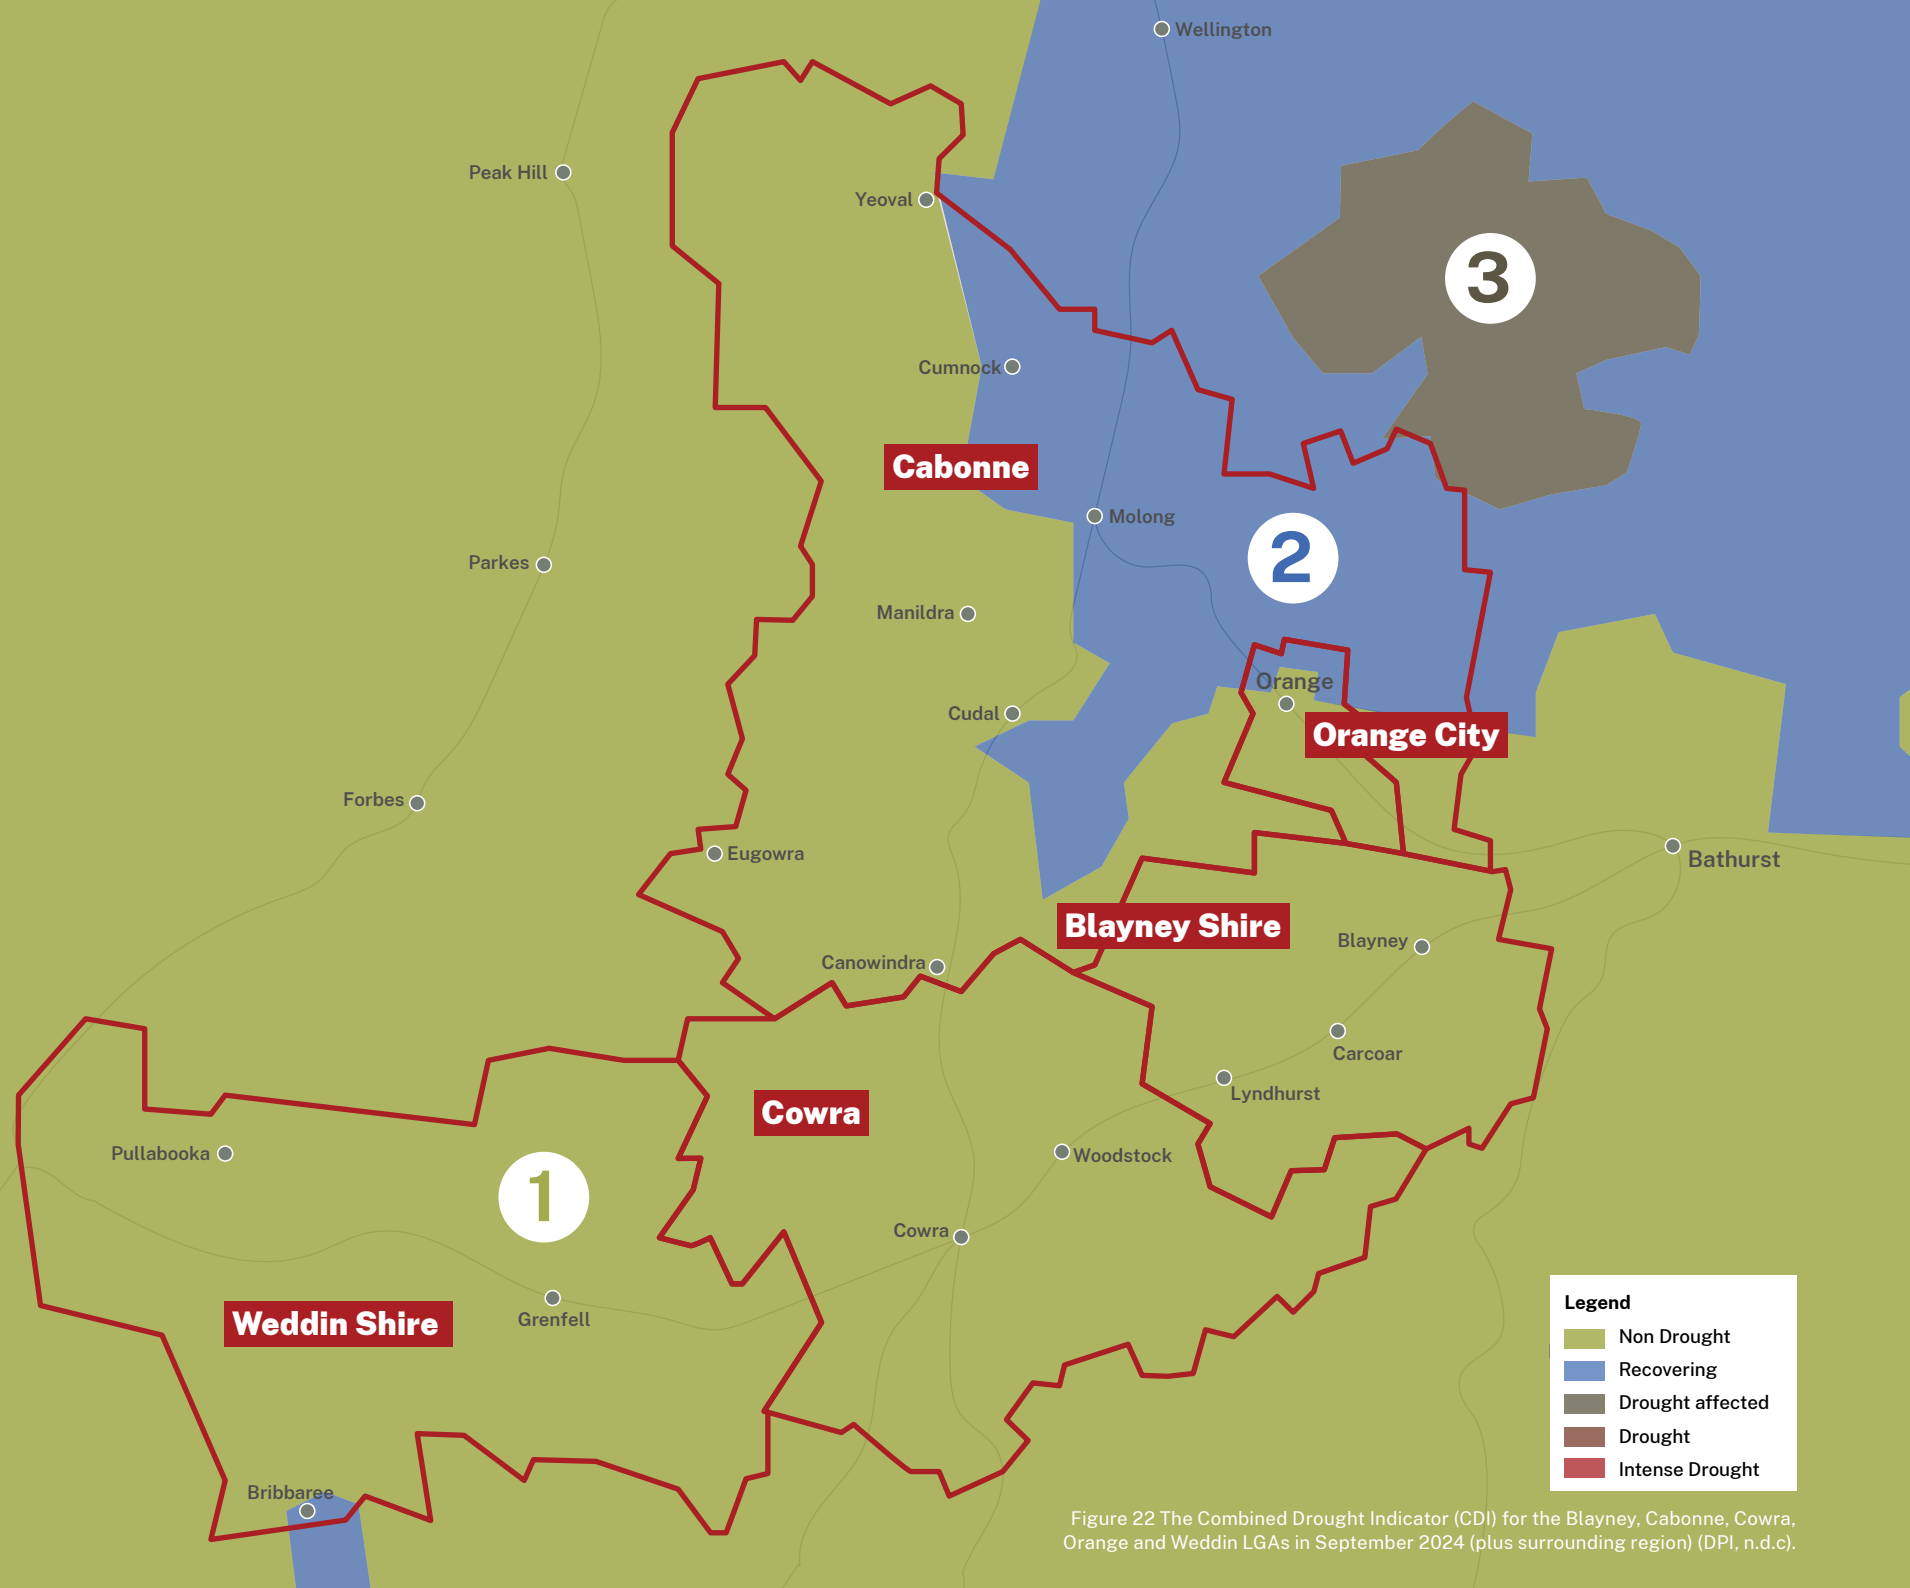 Wellington
Peak Hill
Yeoval
3
Cumnock
Cabonne
Molong
Parkes
2
Manildra
Orange
Cudal
Orange City
Forbes
Eugowra
Bathurst
Blayney Shire
Blayney
Canowindra
Carcoar
Lyndhurst
Cowra
Pullabooka
Woodstock
1
Cowra
Weddin Shire
Grenfell
Bribbaree
Legend
Non Drought
Recovering
Drought affected
Drought
Intense Drought
Figure 22 The Combined Drought Indicator (CDI) for the Blayney, Cabonne, Cowra,
Orange and Weddin LGAs in September 2024 (plus surrounding region) (DPI, n.d.c).